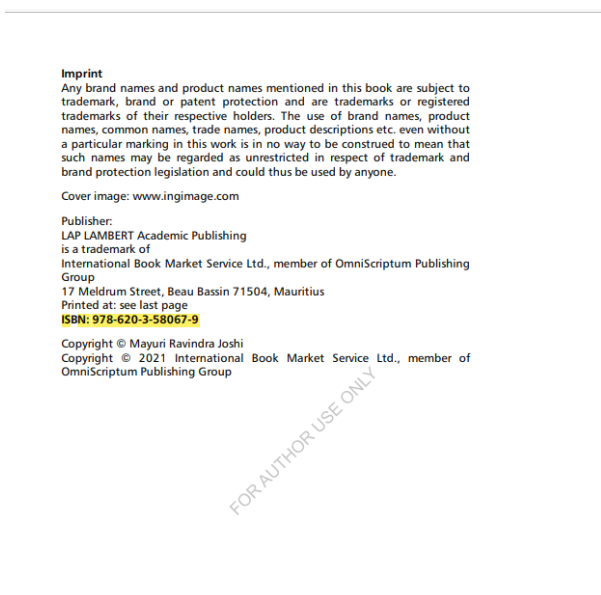 Imprint
Any brand names and product names mentioned in this book are subject to
trademark, brand or patent protection and are trademarks or registered
trademarks of their respective holders. The use of brand names, product
names, common names, trade names, product descriptions etc. even without
a particular marking in this work is in no way to be construed to mean that
such names may be regarded as unrestricted in respect of trademark and
brand protection legislation and could thus be used by anyone.
Cover image: www.ingimage.com
Publisher:
LAP LAMBERT Academic Publishing
is a trademark of
International Book Market Service Ltd., member of OmniScriptum Publishing
Group
17 Meldrum Street, Beau Bassin 71504, Mauritius
Printed at: see last page
ISBN: 978-620-3-58067-9
Copyright © Mayuri Ravindra Joshi
Copyright © 2021 International Book Market Service Ltd., member of
OmniScriptum Publishing Group
FOR AUTHOR USE ONLY